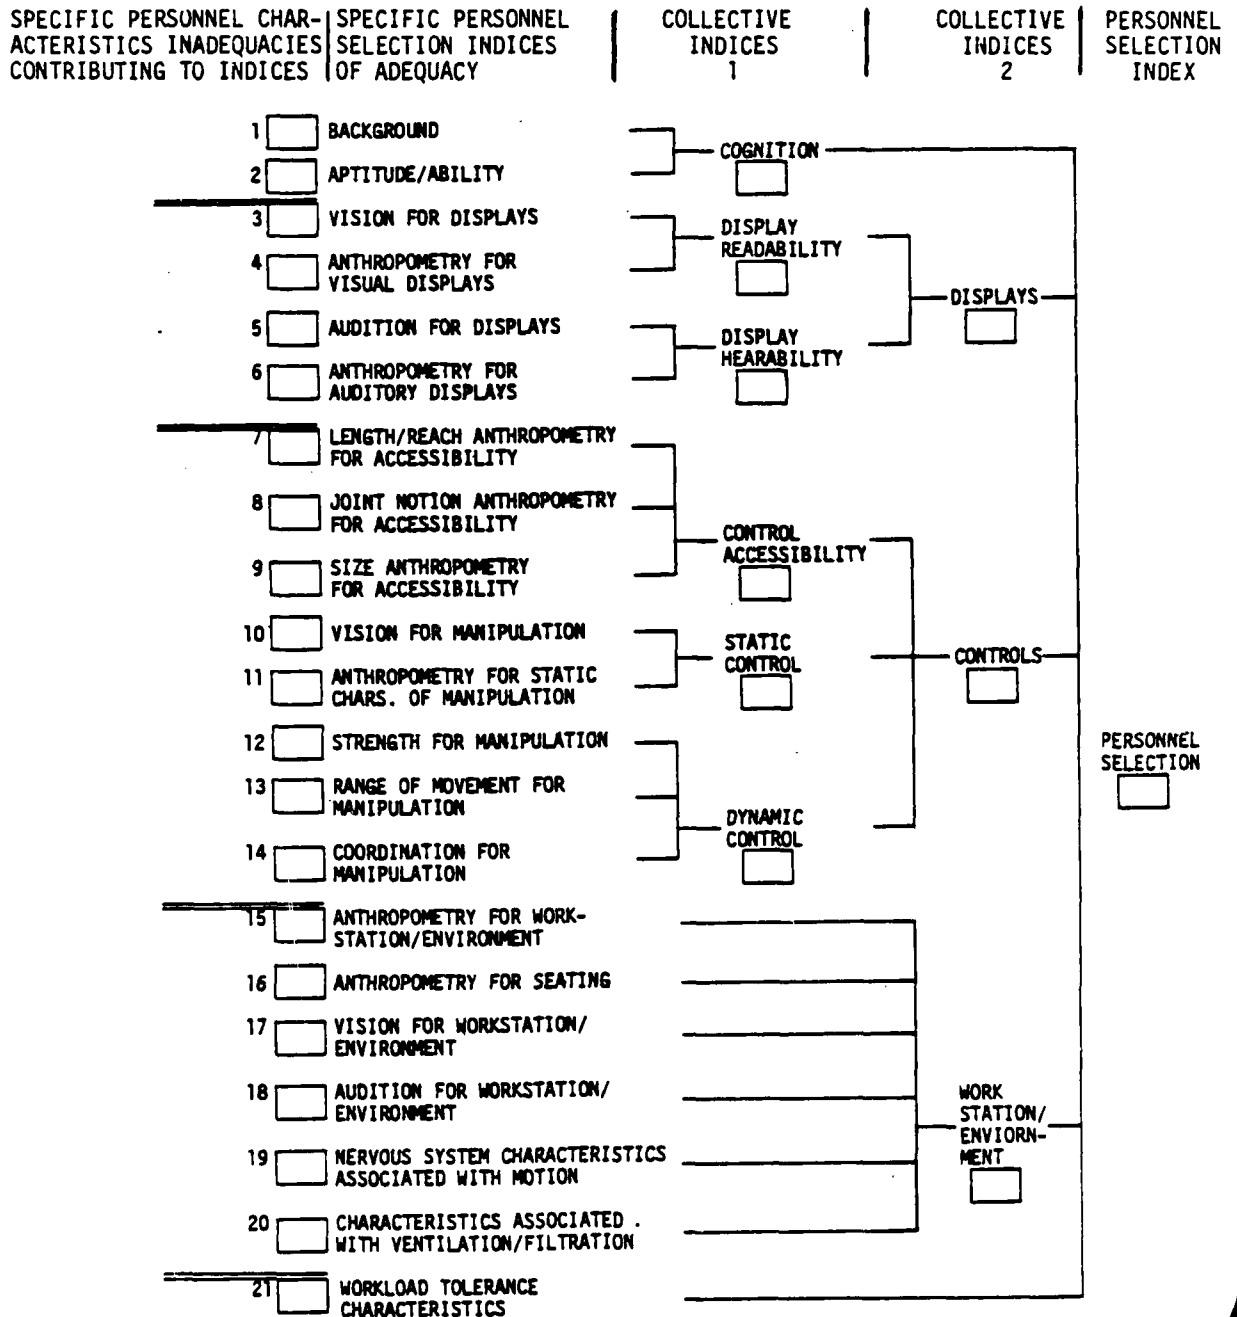 SPECIFIC PERSONNEL CHAR-
ACTERISTICS INADEQUACIES
CONTRIBUTING TO INDICES
SPECIFIC PERSONNEL
SELECTION INDICES
OF ADEQUACY
COLLECTIVE
INDICES
1
COLLECTIVE
INDICES
2
PERSONNEL
SELECTION
INDEX
1 BACKGROUND
2 APTITUDE/ABILITY
COGNITION
3 VISION FOR DISPLAYS
4 ANTHROPOMETRY FOR
VISUAL DISPLAYS
DISPLAY
READABILITY
5 AUDITION FOR DISPLAYS
6 ANTHROPOMETRY FOR
AUDITORY DISPLAYS
DISPLAY
HEARABILITY
DISPLAYS
7 LENGTH/REACH ANTHROPOMETRY
FOR ACCESSIBILITY
8 JOINT NOTION ANTHROPOMETRY
FOR ACCESSIBILITY
9 SIZE ANTHROPOMETRY
FOR ACCESSIBILITY
CONTROL
ACCESSIBILITY
10 VISION FOR MANIPULATION
11 ANTHROPOMETRY FOR STATIC
CHARS. OF MANIPULATION
STATIC
CONTROL
CONTROLS
12 STRENGTH FOR MANIPULATION
13 RANGE OF MOVEMENT FOR
MANIPULATION
14 COORDINATION FOR
MANIPULATION
DYNAMIC
CONTROL
PERSONNEL
SELECTION
15 ANTHROPOMETRY FOR WORK-
STATION/ENVIRONMENT
16 ANTHROPOMETRY FOR SEATING
17 VISION FOR WORKSTATION/
ENVIRONMENT
18 AUDITION FOR WORKSTATION/
ENVIRONMENT
19 NERVOUS SYSTEM CHARACTERISTICS
ASSOCIATED WITH MOTION
20 CHARACTERISTICS ASSOCIATED .
WITH VENTILATION/FILTRATION
WORK
STATION/
ENVIORN-
MENT
21 WORKLOAD TOLERANCE
CHARACTERISTICS